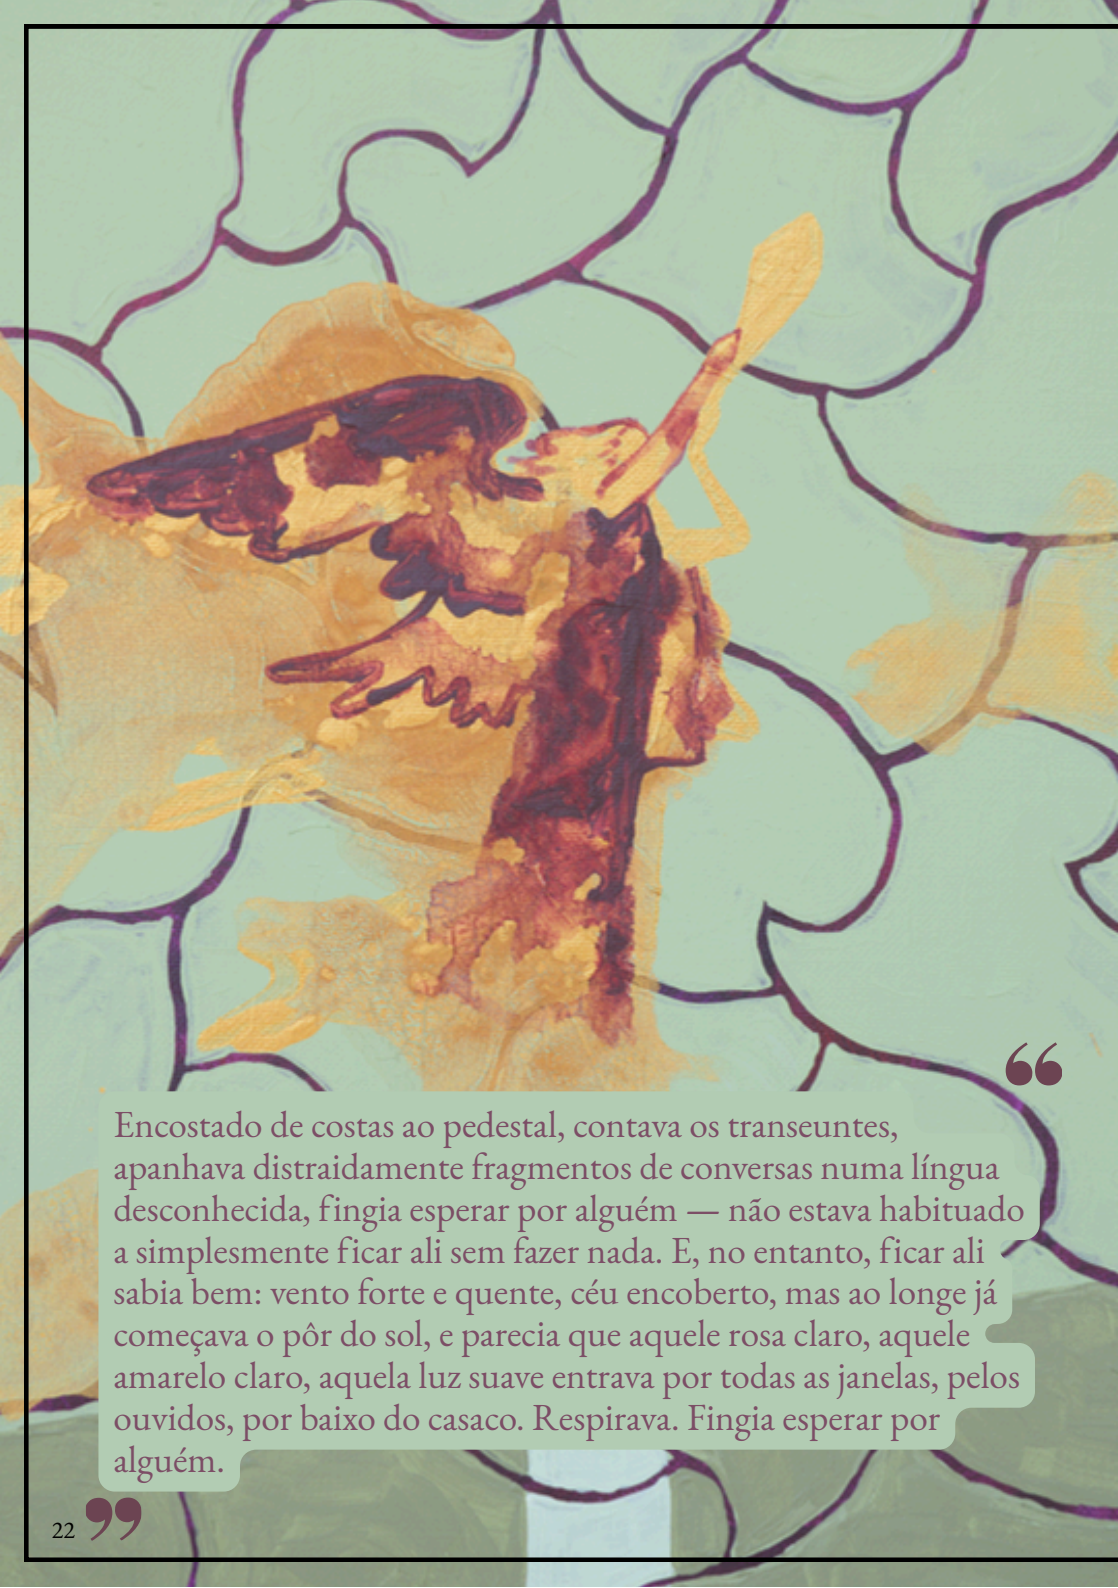 “
Encostado de costas ao pedestal, contava os transeuntes,
apanhava distraidamente fragmentos de conversas numa língua
desconhecida, fingia esperar por alguém — não estava habituado
a simplesmente ficar ali sem fazer nada. E, no entanto, ficar ali
sabia bem: vento forte e quente, céu encoberto, mas ao longe já
começava o pôr do sol, e parecia que aquele rosa claro, aquele
amarelo claro, aquela luz suave entrava por todas as janelas, pelos
ouvidos, por baixo do casaco. Respirava. Fingia esperar por
alguém.
”
22